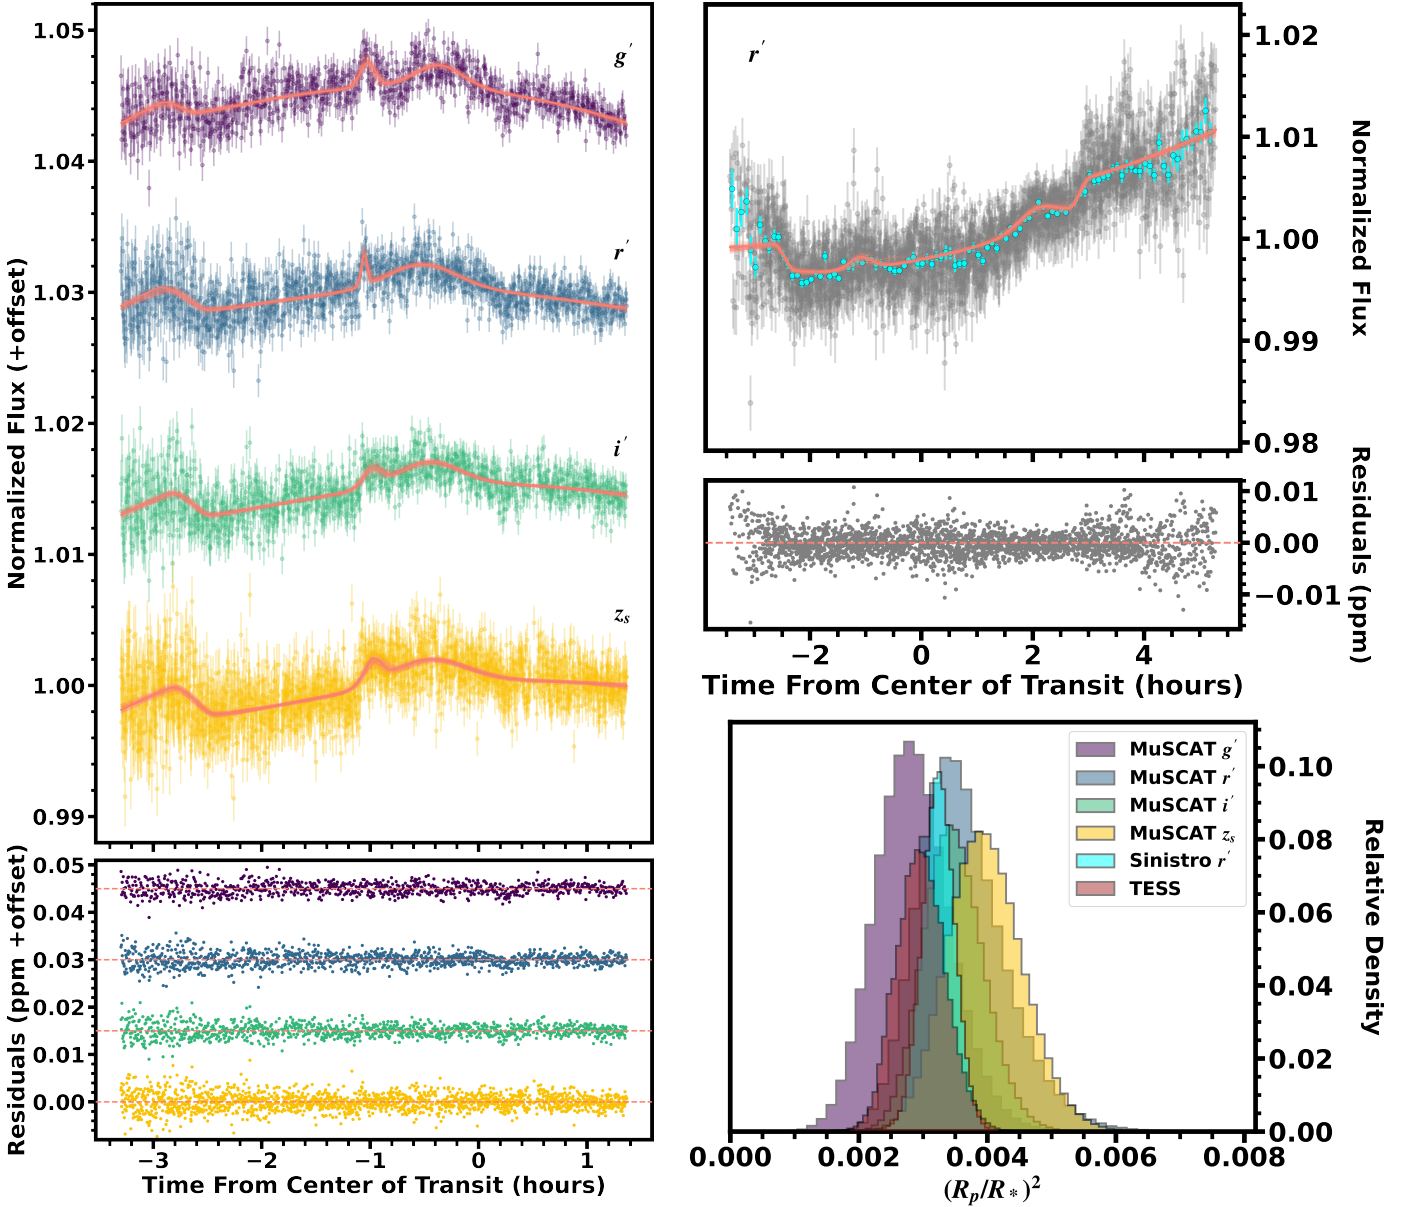 1.05
1.04
1.03
1.02
1.01
1.00
0.99
Normalized Flux (+offset)
g′
r′
i′
z_s
0.05
0.04
0.03
0.02
0.01
0.00
Residuals (ppm +offset)
−3
−2
−1
0
1
Time From Center of Transit (hours)
r′
1.02
1.01
1.00
0.99
0.98
Normalized Flux
0.01
0.00
−0.01
Residuals (ppm)
−2
0
2
4
Time From Center of Transit (hours)
MuSCAT g′
MuSCAT r′
MuSCAT i′
MuSCAT z_s
Sinistro r′
TESS
0.10
0.08
0.06
0.04
0.02
0.00
Relative Density
0.000
0.002
0.004
0.006
0.008
(R_p/R_*)²